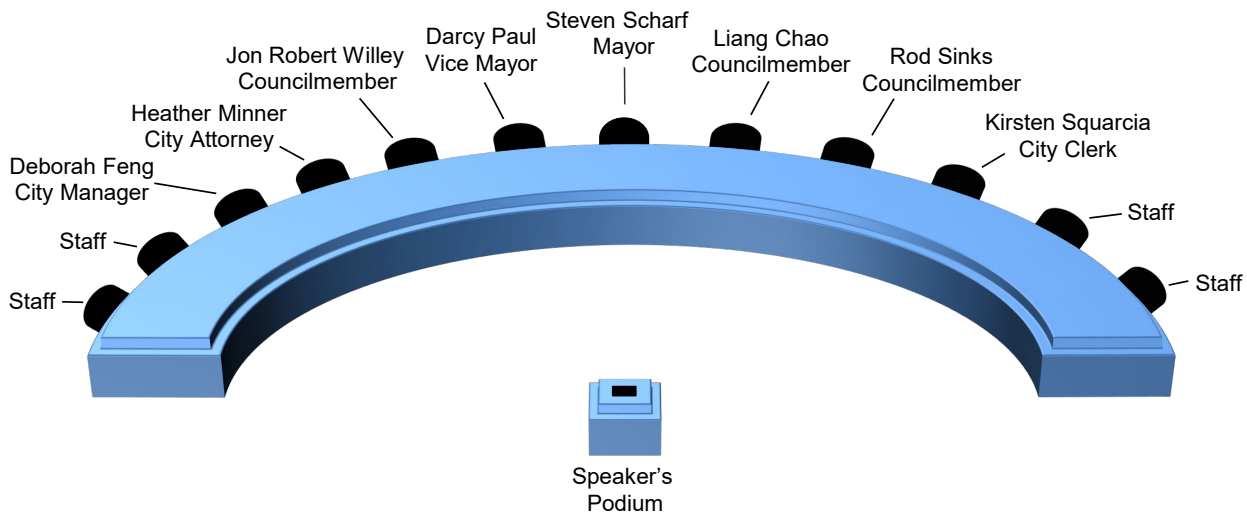 Steven Scharf
Mayor
Darcy Paul
Vice Mayor
Liang Chao
Councilmember
Jon Robert Willey
Councilmember
Rod Sinks
Councilmember
Heather Minner
City Attorney
Kirsten Squarcia
City Clerk
Deborah Feng
City Manager
Staff
Staff
Staff
Staff
Speaker’s
Podium